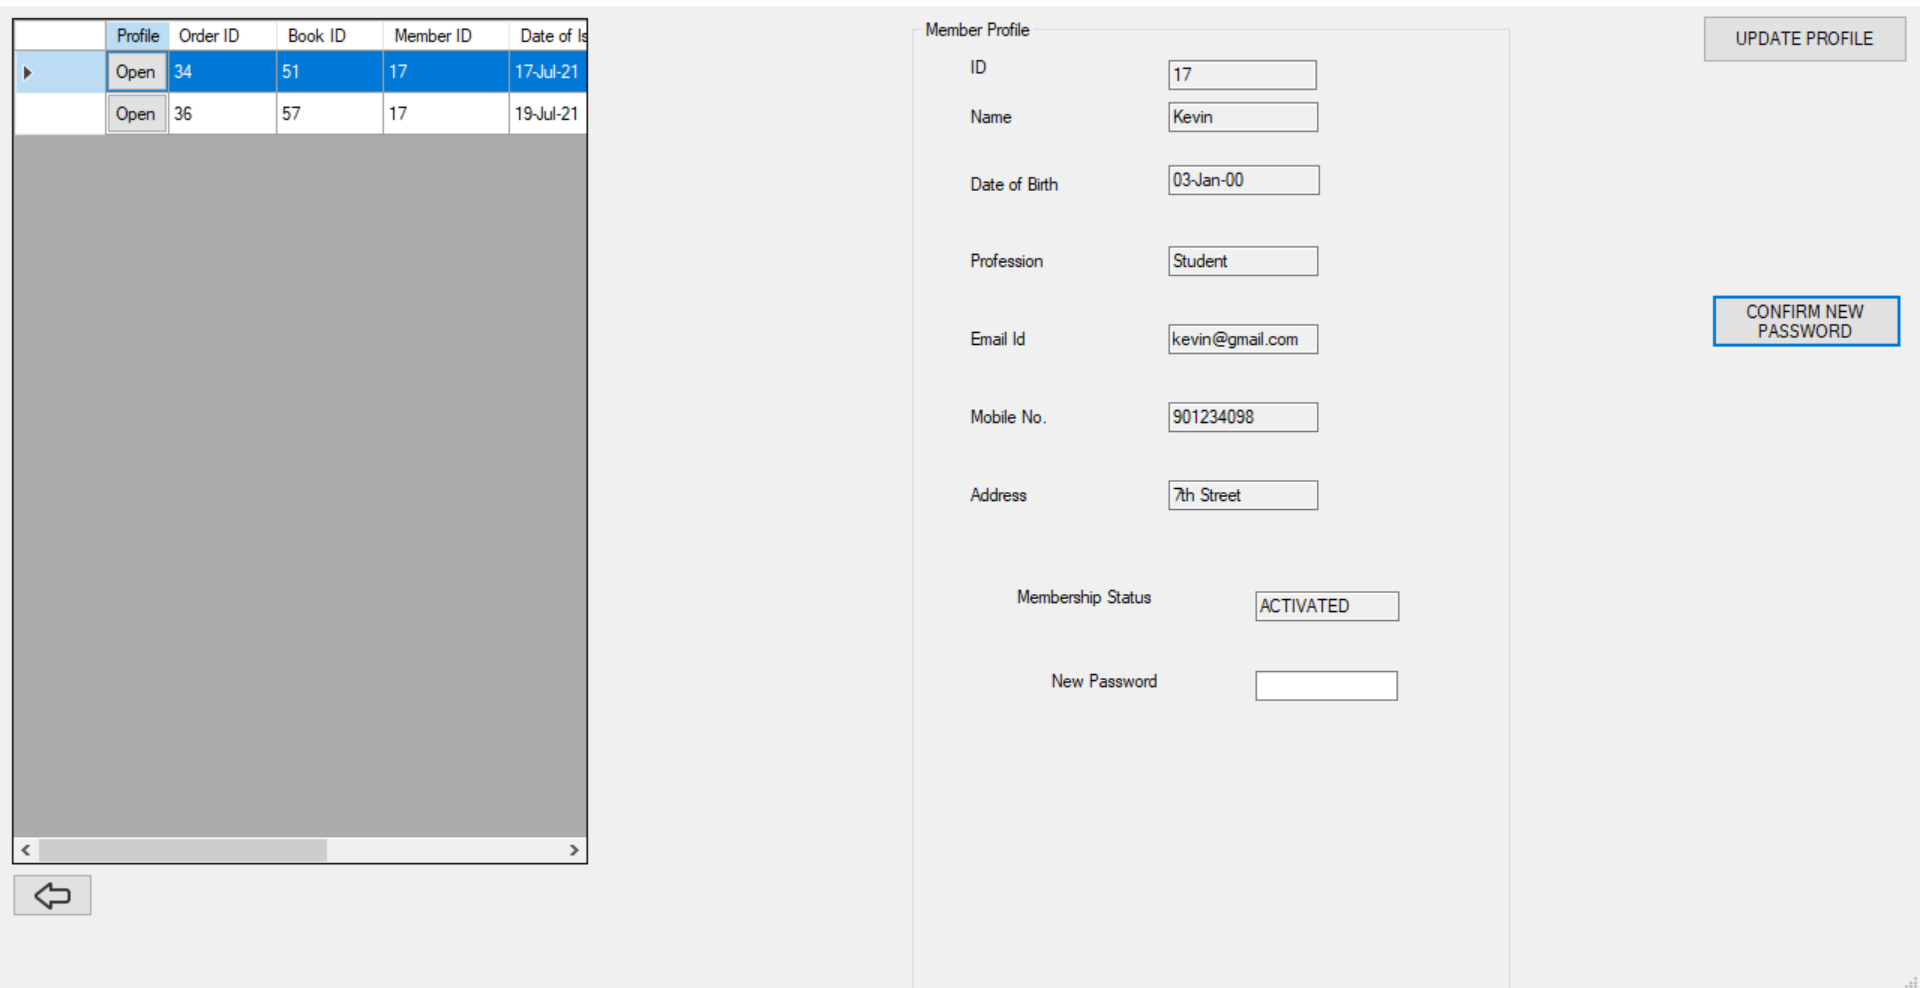 Profile Order ID Book ID Member ID Date of Is
Open 34 51 17 17-Jul-21
Open 36 57 17 19-Jul-21
Member Profile
ID 17
Name Kevin
Date of Birth 03-Jan-00
Profession Student
Email Id kevin@gmail.com
Mobile No. 901234098
Address 7th Street
Membership Status ACTIVATED
New Password
UPDATE PROFILE
CONFIRM NEW
PASSWORD